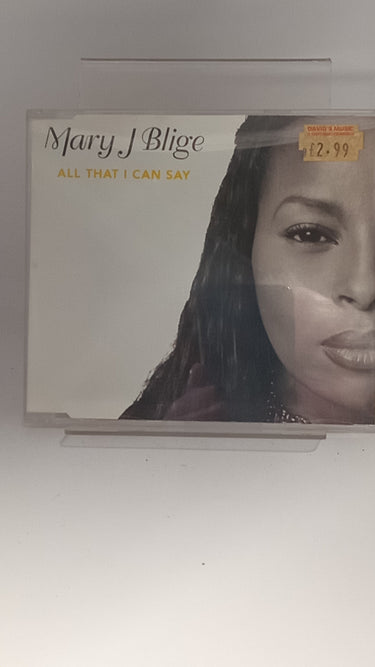 Mary J Blige
ALL THAT I CAN SAY
DAVID'S MUSIC
£2.99